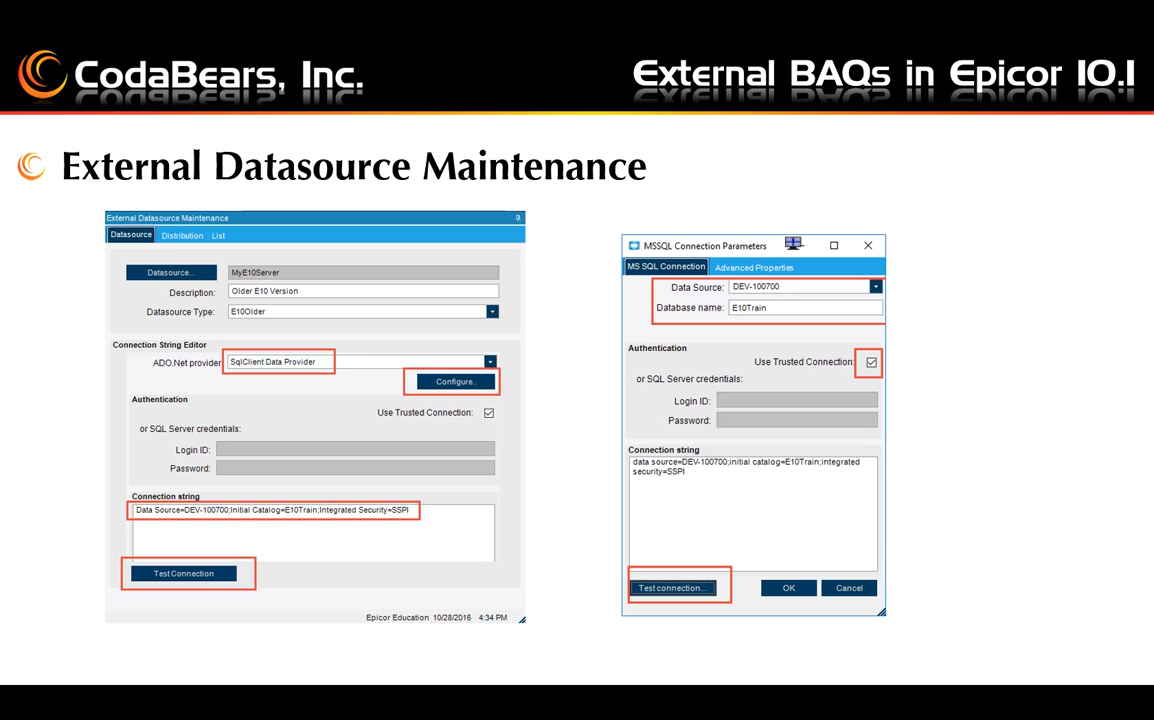 CodaBears, Inc.
External BAQs in Epicor 10.1
External Datasource Maintenance
External Datasource Maintenance
Datasource Distribution List
Datasource... MyE10Server
Description: Older E10 Version
Datasource Type: E10Older
Connection String Editor
ADO.Net provider SqlClient Data Provider
Configure..
Authentication
Use Trusted Connection:
or SQL Server credentials:
Login ID:
Password:
Connection string
Data Source=DEV-100700;Initial Catalog=E10Train;Integrated Security=SSPI
Test Connection
Epicor Education 10/28/2016 4:34 PM
MSSQL Connection Parameters
MS SQL Connection Advanced Properties
Data Source: DEV-100700
Database name: E10Train
Authentication
Use Trusted Connection:
or SQL Server credentials:
Login ID:
Password:
Connection string
data source=DEV-100700;initial catalog=E10Train;integrated
security=SSPI
Test connection... OK Cancel